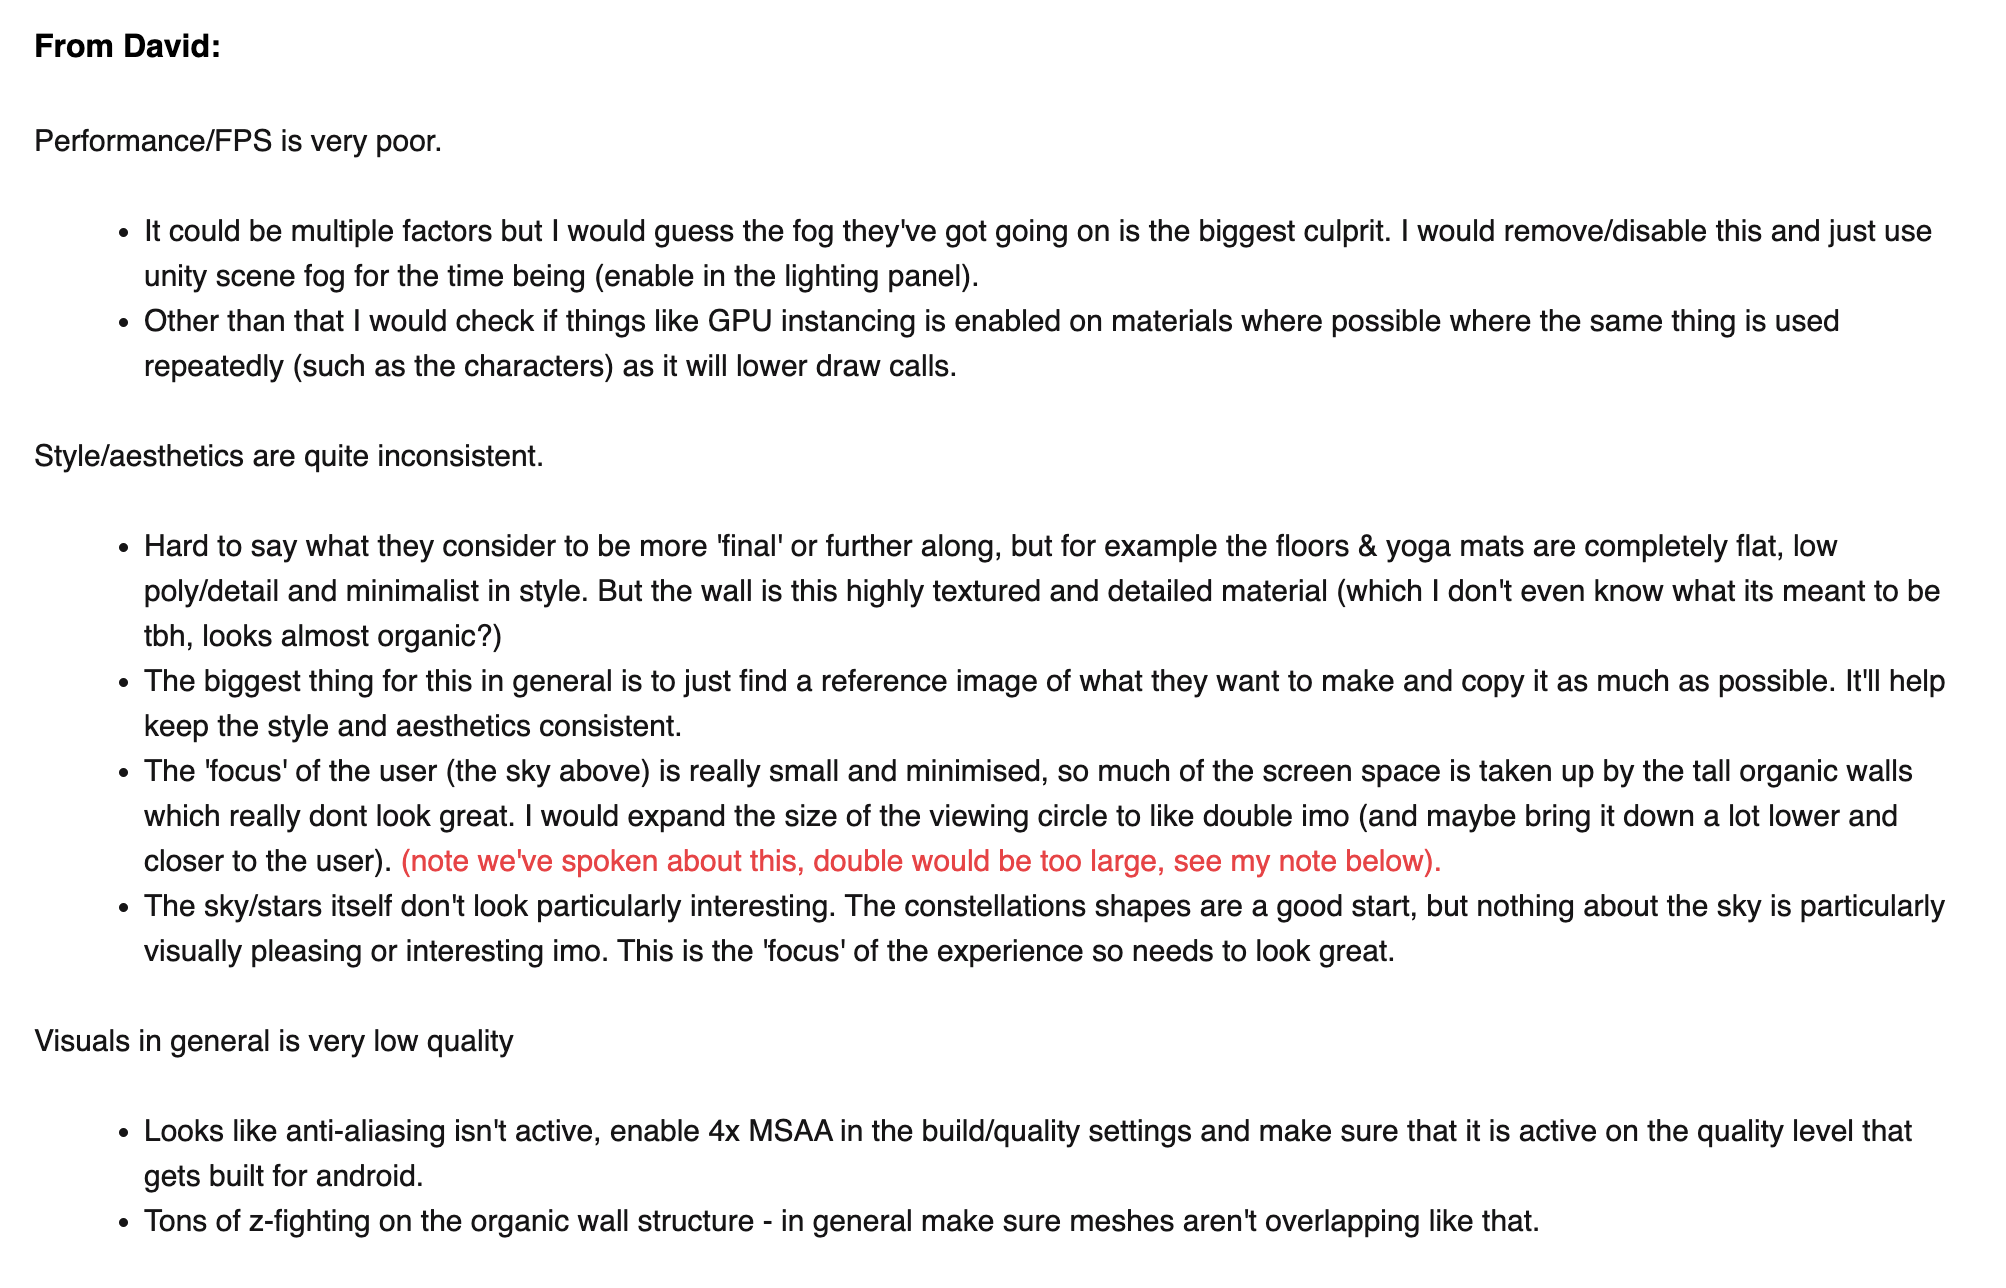 From David:
Performance/FPS is very poor.
• It could be multiple factors but I would guess the fog they've got going on is the biggest culprit. I would remove/disable this and just use
unity scene fog for the time being (enable in the lighting panel).
• Other than that I would check if things like GPU instancing is enabled on materials where possible where the same thing is used
repeatedly (such as the characters) as it will lower draw calls.
Style/aesthetics are quite inconsistent.
• Hard to say what they consider to be more 'final' or further along, but for example the floors & yoga mats are completely flat, low
poly/detail and minimalist in style. But the wall is this highly textured and detailed material (which I don't even know what its meant to be
tbh, looks almost organic?)
• The biggest thing for this in general is to just find a reference image of what they want to make and copy it as much as possible. It'll help
keep the style and aesthetics consistent.
• The 'focus' of the user (the sky above) is really small and minimised, so much of the screen space is taken up by the tall organic walls
which really dont look great. I would expand the size of the viewing circle to like double imo (and maybe bring it down a lot lower and
closer to the user). (note we've spoken about this, double would be too large, see my note below).
• The sky/stars itself don't look particularly interesting. The constellations shapes are a good start, but nothing about the sky is particularly
visually pleasing or interesting imo. This is the 'focus' of the experience so needs to look great.
Visuals in general is very low quality
• Looks like anti-aliasing isn't active, enable 4x MSAA in the build/quality settings and make sure that it is active on the quality level that
gets built for android.
• Tons of z-fighting on the organic wall structure - in general make sure meshes aren't overlapping like that.